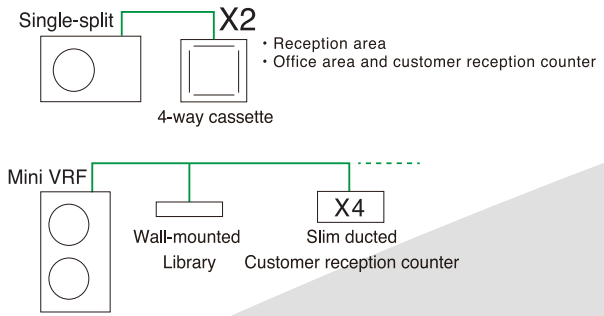 Single-split
X2
・Reception area
・Office area and customer reception counter
4-way cassette
Mini VRF
X4
Wall-mounted
Library
Slim ducted
Customer reception counter